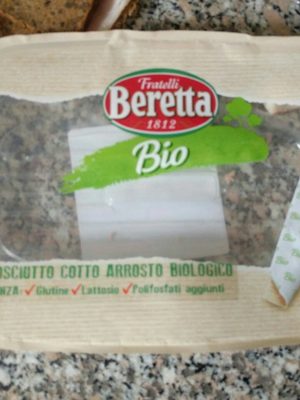 Fratelli
Beretta
1812
Bio
OSCIUTTO COTTO ARROSTO BIOLOGICO
NZA: ✓Glutine ✓Lattosio ✓Polifosfati aggiunti